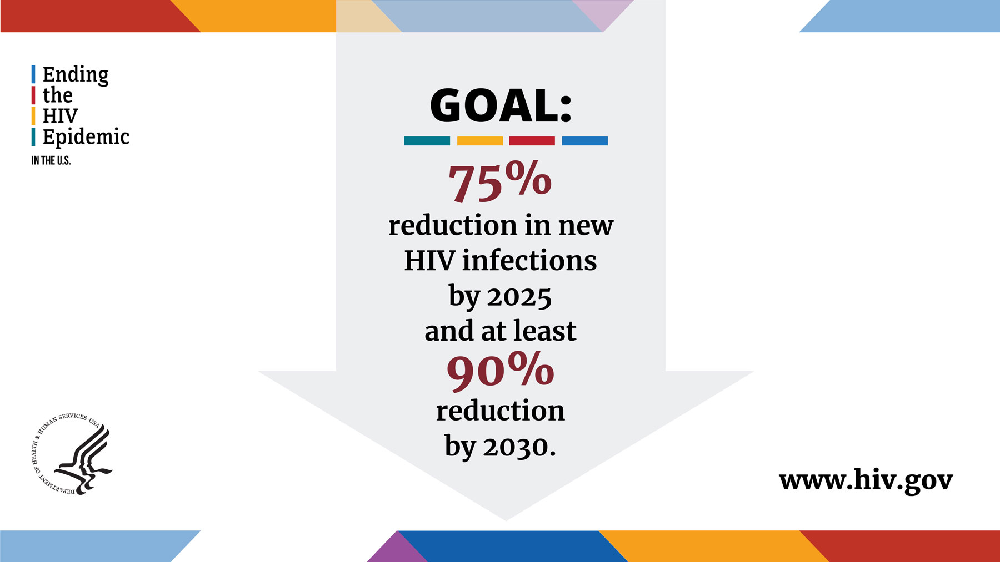 Ending
the
HIV
Epidemic
IN THE U.S.
GOAL:
75%
reduction in new
HIV infections
by 2025
and at least
90%
reduction
by 2030.
DEPARTMENT OF HEALTH & HUMAN SERVICES·USA
www.hiv.gov